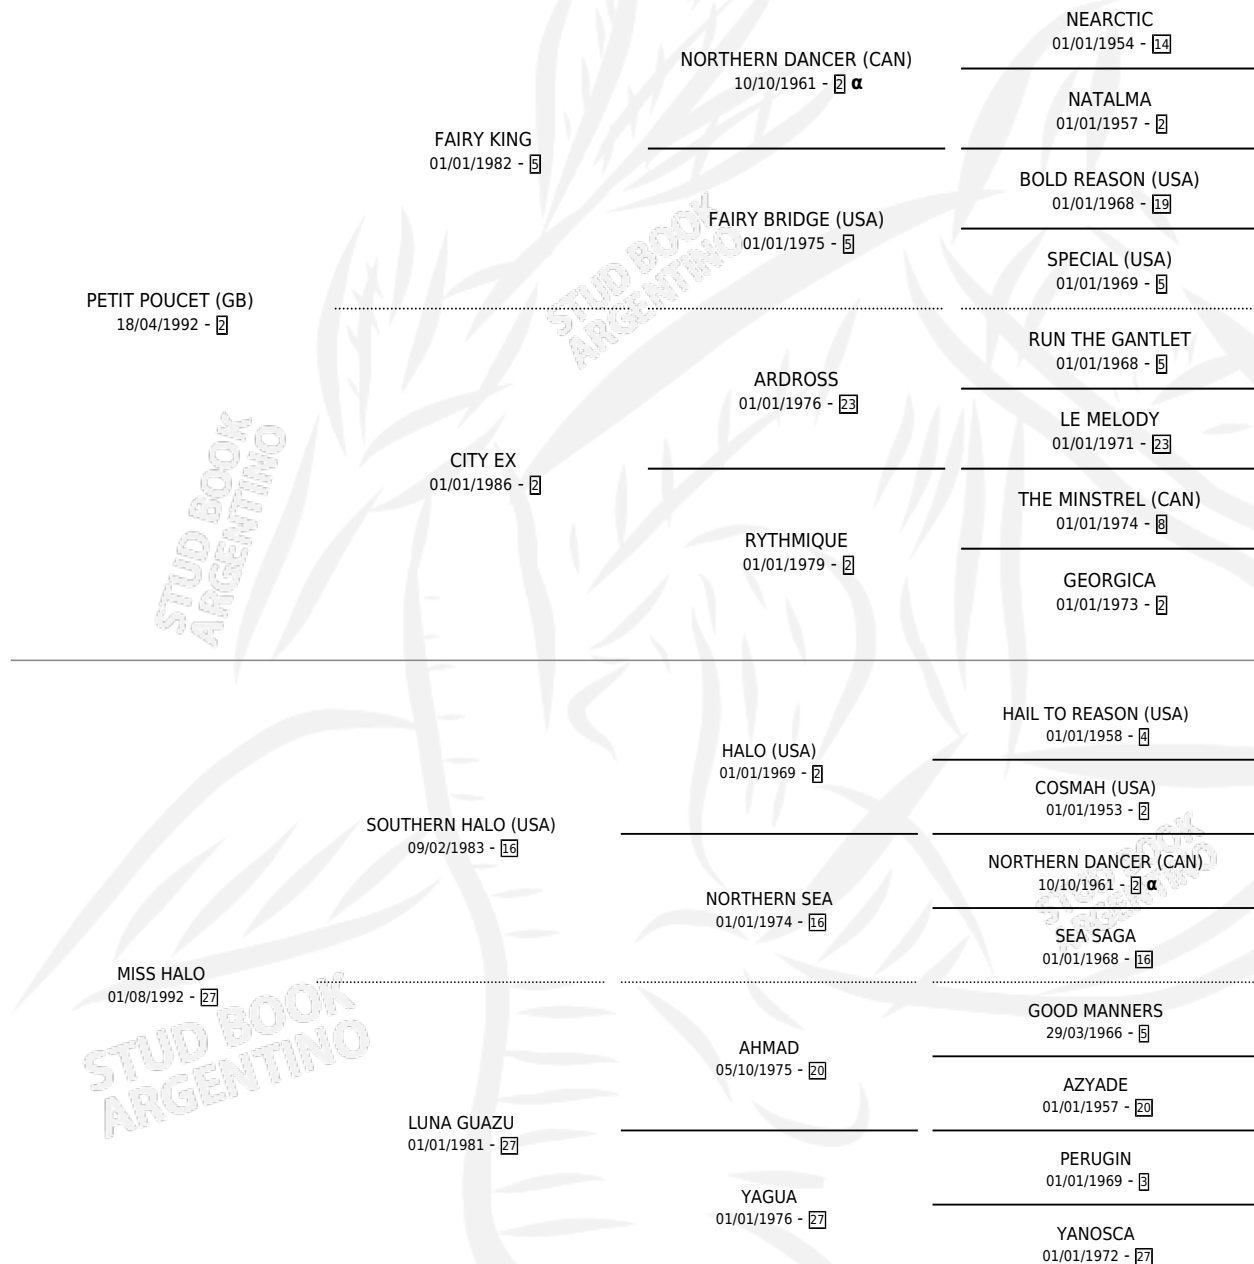 NEARCTIC
01/01/1954 - 14
NORTHERN DANCER (CAN)
10/10/1961 - 2 α
NATALMA
01/01/1957 - 2
FAIRY KING
01/01/1982 - 5
BOLD REASON (USA)
01/01/1968 - 19
FAIRY BRIDGE (USA)
01/01/1975 - 5
SPECIAL (USA)
01/01/1969 - 5
PETIT POUCET (GB)
18/04/1992 - 2
RUN THE GANTLET
01/01/1968 - 5
ARDROSS
01/01/1976 - 23
LE MELODY
01/01/1971 - 23
CITY EX
01/01/1986 - 2
THE MINSTREL (CAN)
01/01/1974 - 8
RYTHMIQUE
01/01/1979 - 2
GEORGICA
01/01/1973 - 2
HAIL TO REASON (USA)
01/01/1958 - 4
HALO (USA)
01/01/1969 - 2
COSMAH (USA)
01/01/1953 - 2
SOUTHERN HALO (USA)
09/02/1983 - 16
NORTHERN DANCER (CAN)
10/10/1961 - 2 α
NORTHERN SEA
01/01/1974 - 16
SEA SAGA
01/01/1968 - 16
MISS HALO
01/08/1992 - 27
GOOD MANNERS
29/03/1966 - 5
AHMAD
05/10/1975 - 20
AZYADE
01/01/1957 - 20
LUNA GUAZU
01/01/1981 - 27
PERUGIN
01/01/1969 - 3
YAGUA
01/01/1976 - 27
YANOSCA
01/01/1972 - 27
STUD BOOK
ARGENTINO
STUD BOOK
ARGENTINO
STUD BOOK
ARGENTINO
STUD BOOK
ARGENTINO